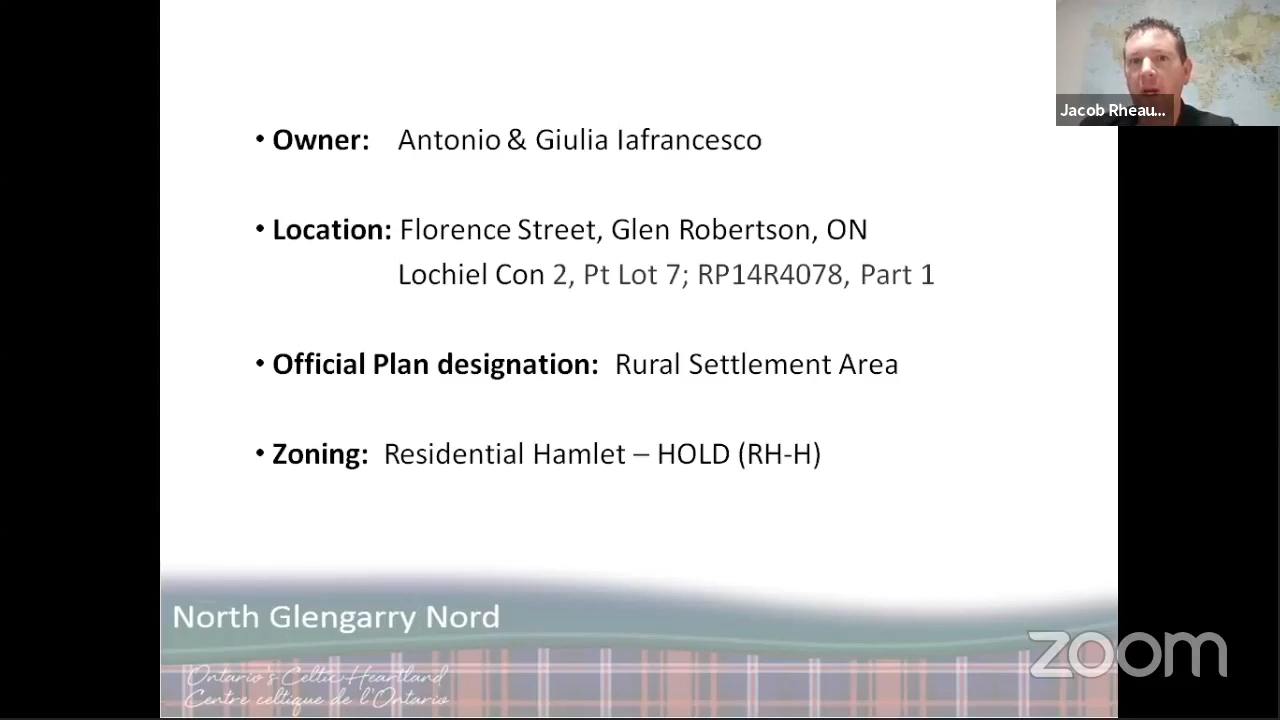 Jacob Rheau...
• Owner: Antonio & Giulia Iafrancesco
• Location: Florence Street, Glen Robertson, ON
Lochiel Con 2, Pt Lot 7; RP14R4078, Part 1
• Official Plan designation: Rural Settlement Area
• Zoning: Residential Hamlet – HOLD (RH-H)
North Glengarry Nord
zoom
Ontario's Celtic Heartland
Centre celtique de l'Ontario